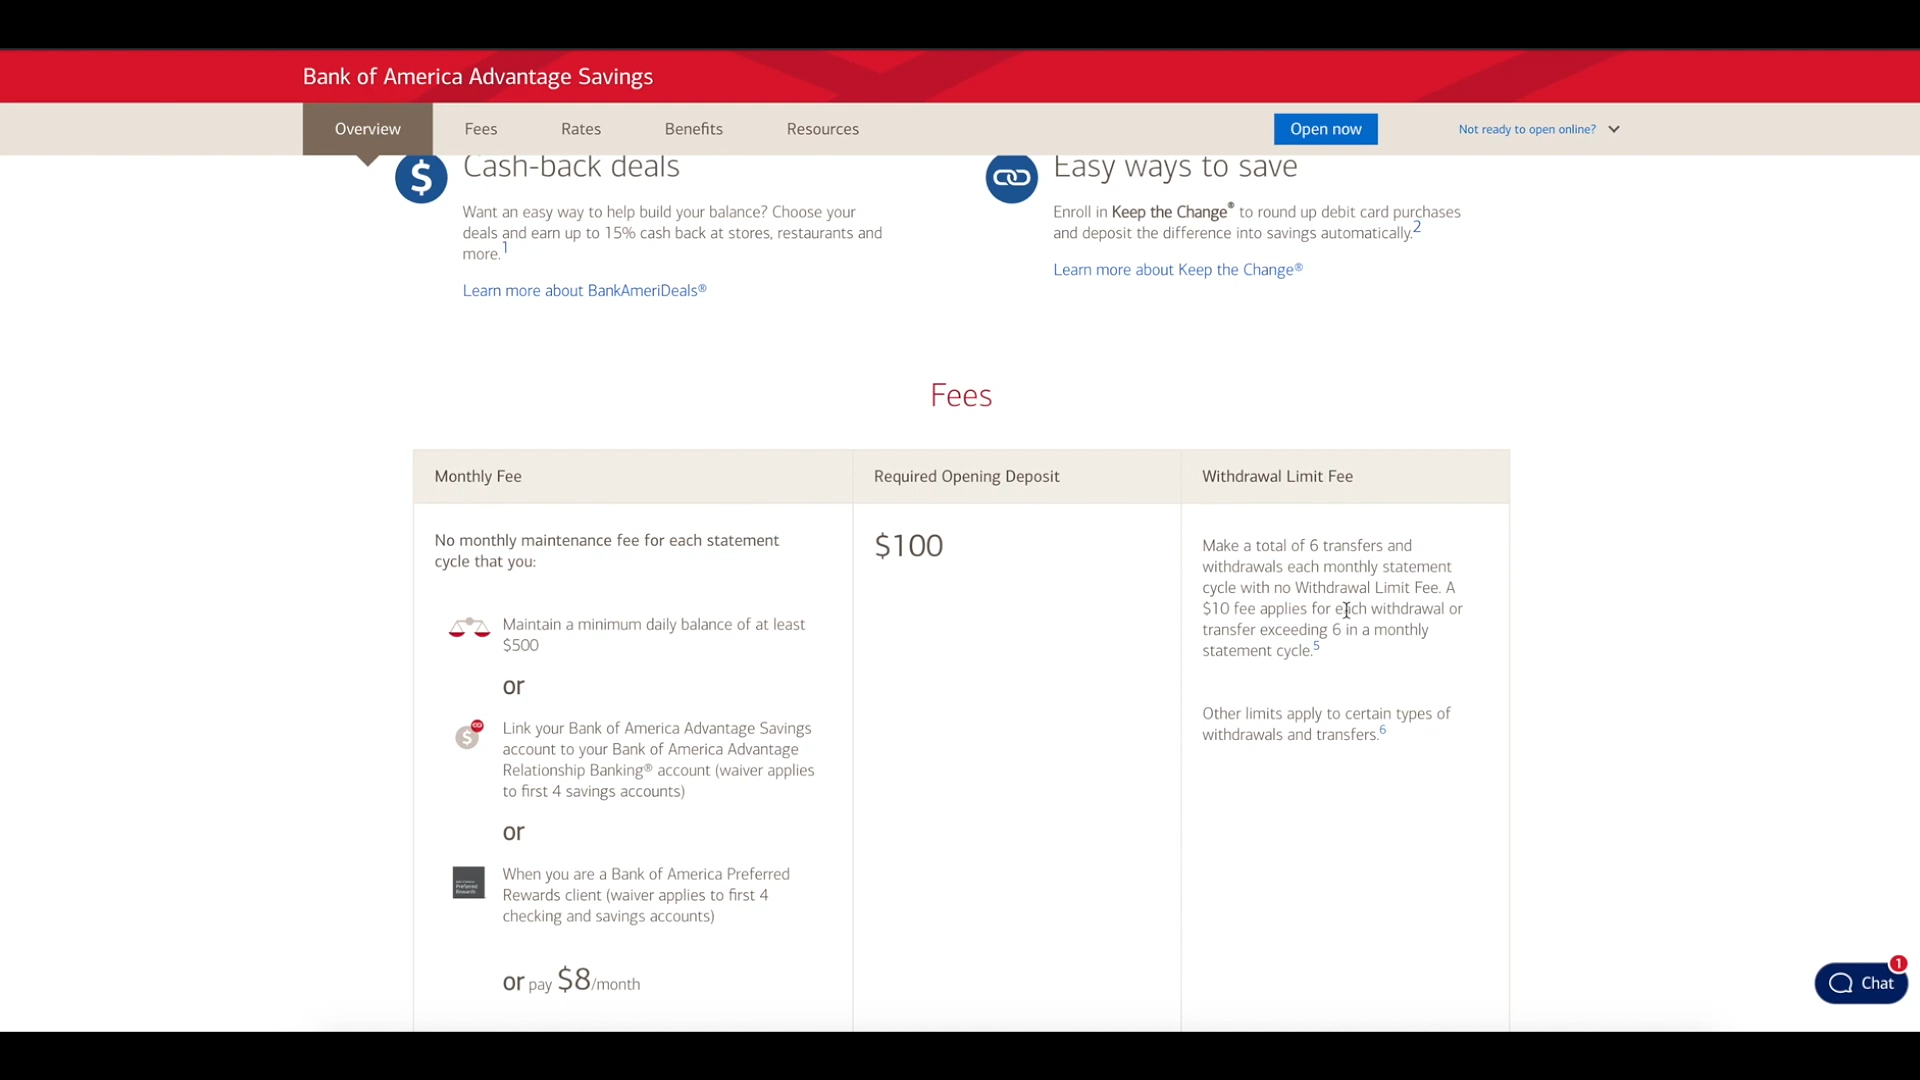 Bank of America Advantage Savings
Overview
Fees
Rates
Benefits
Resources
Open now
Not ready to open online?
Cash-back deals
Want an easy way to help build your balance? Choose your
deals and earn up to 15% cash back at stores, restaurants and
more.1
Learn more about BankAmeriDeals®
Easy ways to save
Enroll in Keep the Change® to round up debit card purchases
and deposit the difference into savings automatically.2
Learn more about Keep the Change®
Fees
Monthly Fee
Required Opening Deposit
Withdrawal Limit Fee
No monthly maintenance fee for each statement
cycle that you:
Maintain a minimum daily balance of at least
$500
or
Link your Bank of America Advantage Savings
account to your Bank of America Advantage
Relationship Banking® account (waiver applies
to first 4 savings accounts)
or
Preferred
Rewards
When you are a Bank of America Preferred
Rewards client (waiver applies to first 4
checking and savings accounts)
or pay $8/month
$100
Make a total of 6 transfers and
withdrawals each monthly statement
cycle with no Withdrawal Limit Fee. A
$10 fee applies for each withdrawal or
transfer exceeding 6 in a monthly
statement cycle.5
Other limits apply to certain types of
withdrawals and transfers.6
1
Chat